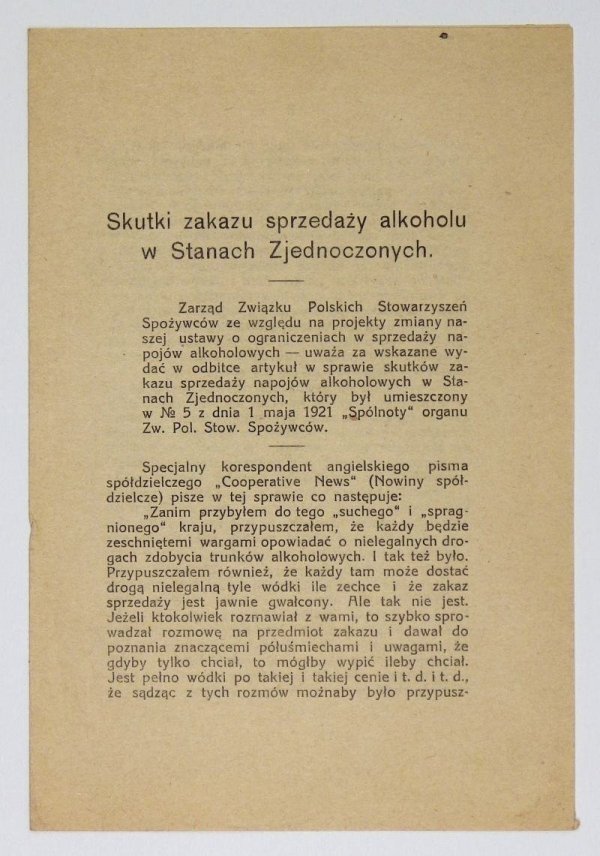 Skutki zakazu sprzedaży alkoholu
w Stanach Zjednoczonych.
Zarząd Związku Polskich Stowarzyszeń
Spożywców ze względu na projekty zmiany na-
szej ustawy o ograniczeniach w sprzedaży na-
pojów alkoholowych — uważa za wskazane wy-
dać w odbitce artykuł w sprawie skutków za-
kazu sprzedaży napojów alkoholowych w Sta-
nach Zjednoczonych, który był umieszczony
w № 5 z dnia 1 maja 1921 „Spólnoty“ organu
Zw. Pol. Stow. Spożywców.
Specjalny korespondent angielskiego pisma
spółdzielczego „Cooperative News“ (Nowiny spół-
dzielcze) pisze w tej sprawie co następuje:
„Zanim przybyłem do tego „suchego“ i „sprag-
nionego“ kraju, przypuszczałem, że każdy będzie
zeschniętemi wargami opowiadać o nielegalnych dro-
gach zdobycia trunków alkoholowych. I tak też było.
Przypuszczałem również, że każdy tam może dostać
drogą nielegalną tyle wódki ile zechce i że zakaz
sprzedaży jest jawnie gwałcony. Ale tak nie jest.
Jeżeli ktokolwiek rozmawiał z wami, to szybko spro-
wadzał rozmowę na przedmiot zakazu i dawał do
poznania znaczącemi półuśmiechami i uwagami, że
gdyby tylko chciał, to mógłby wypić ileby chciał.
Jest pełno wódki po takiej i takiej cenie i t. d. i t. d.,
że sądząc z tych rozmów możnaby było przypusz-